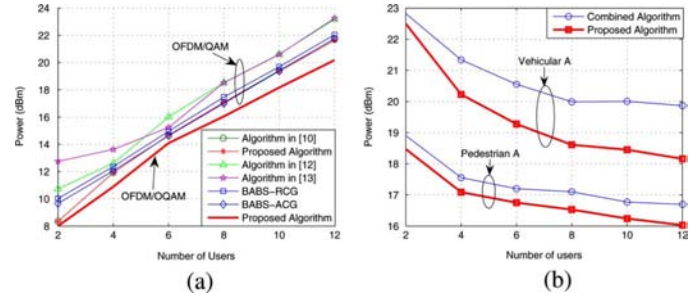 24
22
20
18
16
14
12
10
8
Power (dBm)
2 4 6 8 10 12
Number of Users
OFDM/QAM
OFDM/OQAM
Algorithm in [10]
Proposed Algorithm
Algorithm in [12]
Algorithm in [13]
BABS-RCG
BABS-ACG
Proposed Algorithm
(a)
23
22
21
20
19
18
17
16
Power (dBm)
2 4 6 8 10 12
Number of users
Combined Algorithm
Proposed Algorithm
Vehicular A
Pedestrian A
(b)